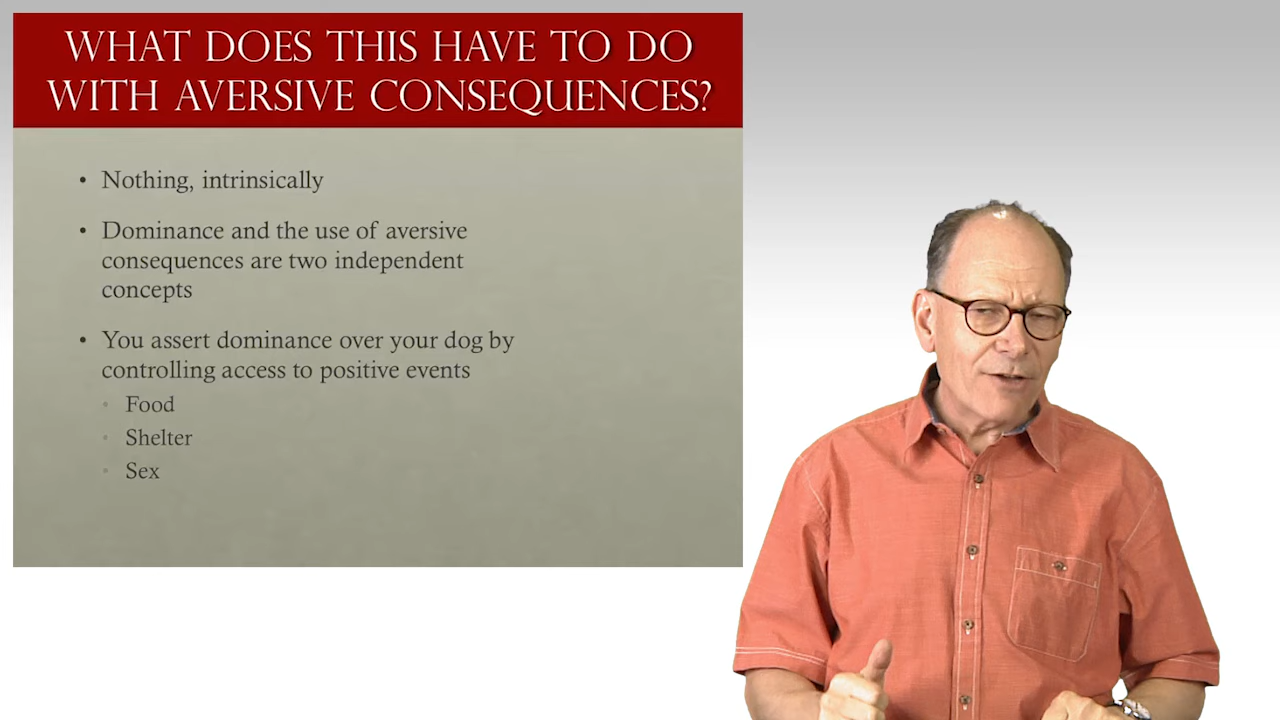 WHAT DOES THIS HAVE TO DO
WITH AVERSIVE CONSEQUENCES?
• Nothing, intrinsically
• Dominance and the use of aversive
consequences are two independent
concepts
• You assert dominance over your dog by
controlling access to positive events
• Food
• Shelter
• Sex